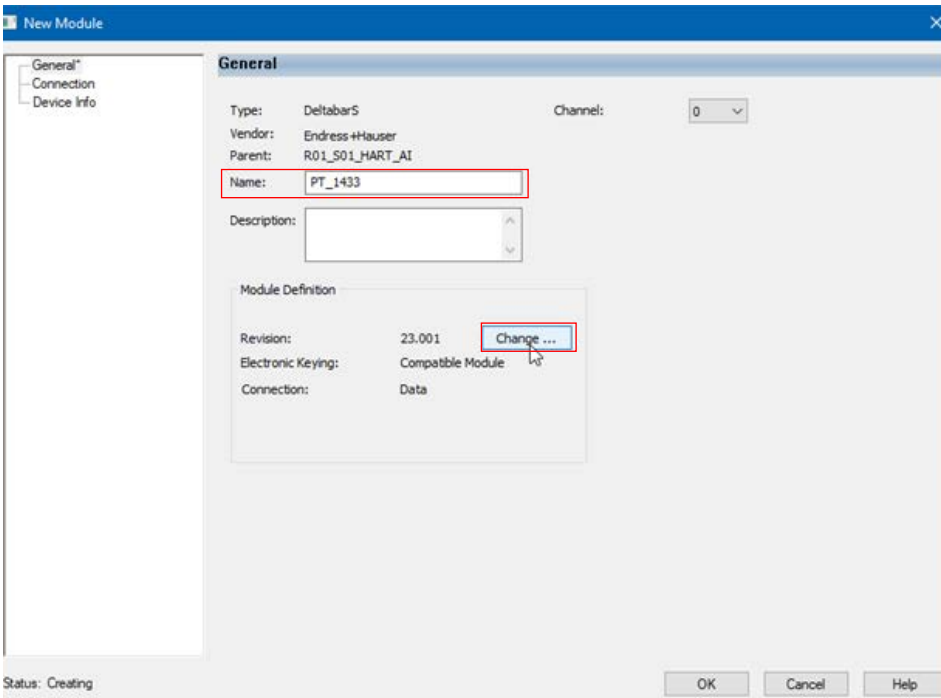 New Module
General*
Connection
Device Info
General
Type: DeltabarS Channel: 0
Vendor: Endress+Hauser
Parent: R01_S01_HART_AI
Name: PT_1433
Description:
Module Definition
Revision: 23.001 Change ...
Electronic Keying: Compatible Module
Connection: Data
Status: Creating OK Cancel Help